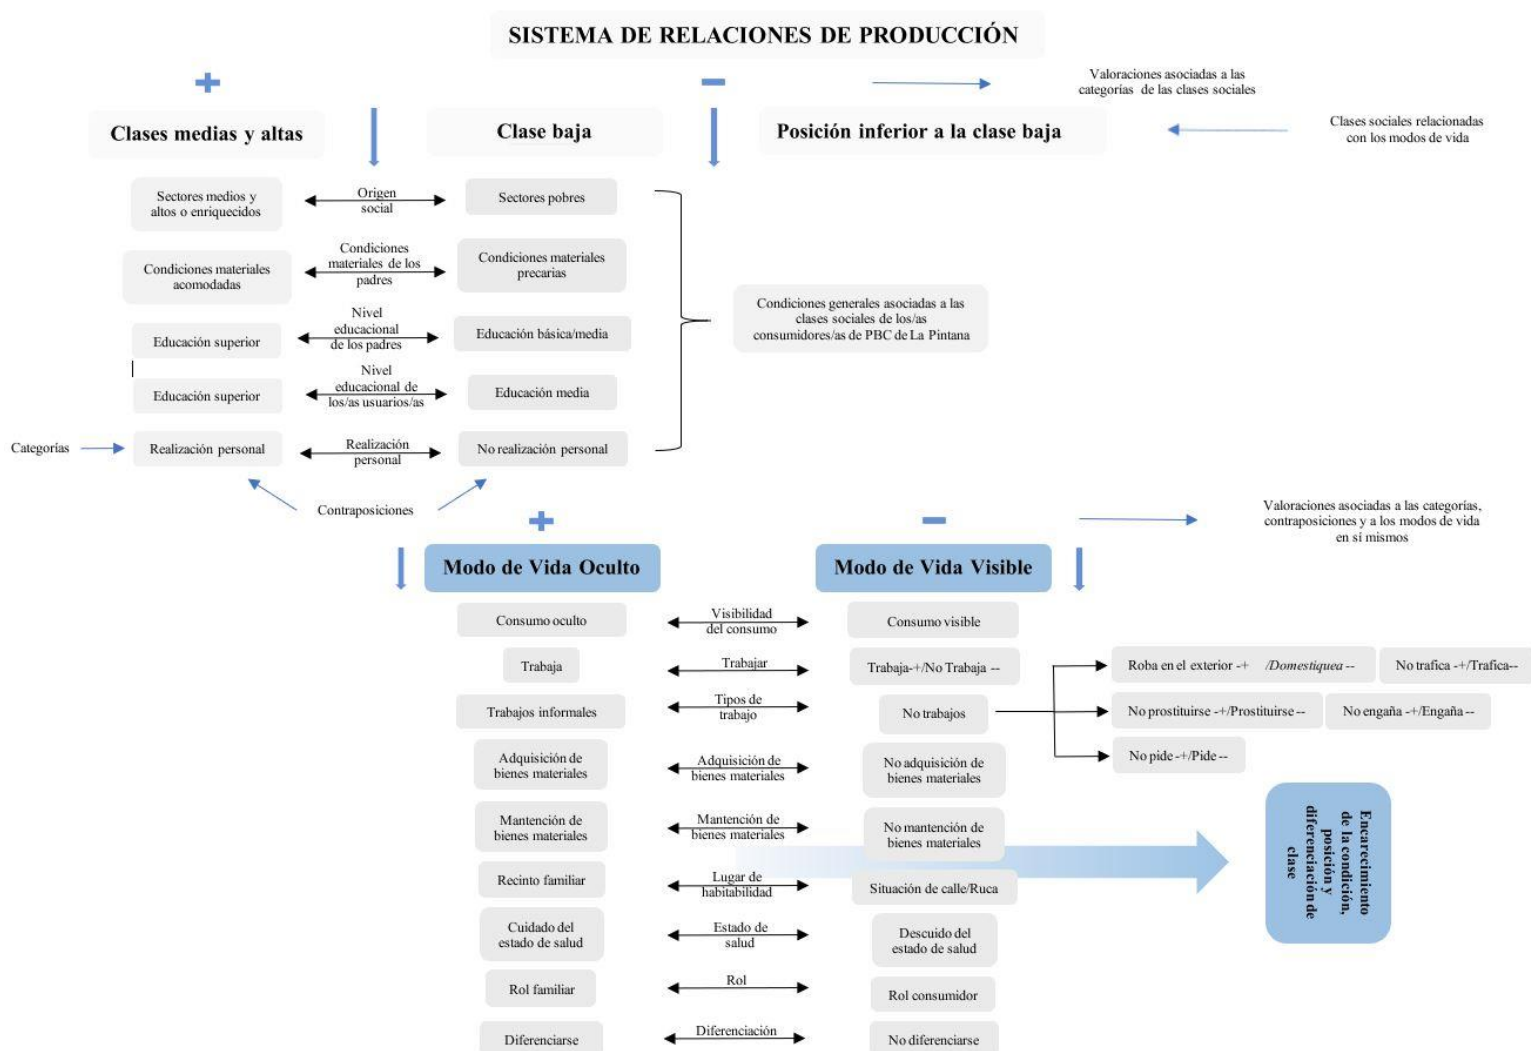 SISTEMA DE RELACIONES DE PRODUCCIÓN
Valoraciones asociadas a las
categorías de las clases sociales
Clases medias y altas
Clase baja
Posición inferior a la clase baja
Clases sociales relacionadas
con los modos de vida
Sectores medios y
altos o enriquecidos
Origen
social
Sectores pobres
Condiciones materiales
acomodadas
Condiciones
materiales de los
padres
Condiciones materiales
precarias
Condiciones generales asociadas a las
clases sociales de los/as
consumidores/as de PBC de La Pintana
Educación superior
Nível
educacional
de los padres
Educación básica/media
Educación superior
Nivel
educacional de
los/as usuarios/as
Educación media
Categorías
Realización personal
Realización
personal
No realización personal
Contraposiciones
Valoraciones asociadas a las categorías,
contraposiciones y a los modos de vida
en sí mismos
Modo de Vida Oculto
Modo de Vida Visible
Consumo oculto
Visibilidad
del consumo
Consumo visible
Trabaja
Trabajar
Trabaja-+/No Trabaja --
Roba en el exterior -+ /Domestiquea --
No trafica -+/Trafica--
Trabajos informales
Tipos de
trabajo
No trabajos
No prostituirse -+/Prostituirse --
No engaña -+/Engaña --
No pide -+/Pide --
Adquisición de
bienes materiales
Adquisición de
bienes materiales
No adquisición de
bienes materiales
Mantención de
bienes materiales
Mantención de
bienes materiales
No mantención de
bienes materiales
Encarecimiento
de la condición,
posición y
diferenciación de
clase
Recinto familiar
Lugar de
habitabilidad
Situación de calle/Ruca
Cuidado del
estado de salud
Estado de
salud
Descuido del
estado de salud
Rol familiar
Rol
Rol consumidor
Diferenciarse
Diferenciación
No diferenciarse